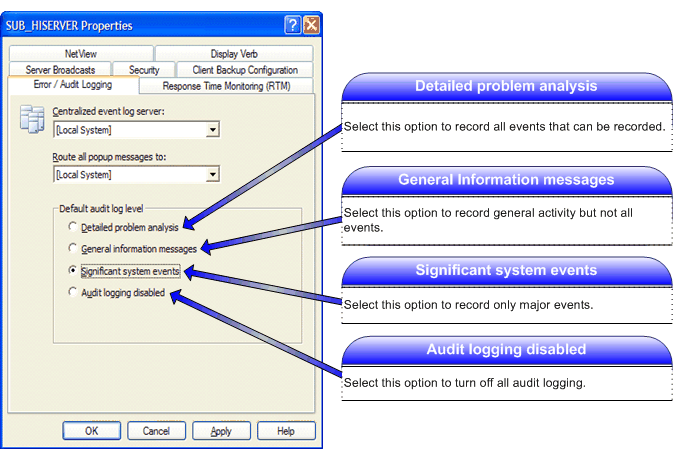 SUB_HISERVER Properties
NetView
Display Verb
Server Broadcasts
Security
Client Backup Configuration
Error / Audit Logging
Response Time Monitoring (RTM)
Centralized event log server:
[Local System]
Route all popup messages to:
[Local System]
Default audit log level
Detailed problem analysis
General information messages
Significant system events
Audit logging disabled
OK
Cancel
Apply
Help
Detailed problem analysis
Select this option to record all events that can be recorded.
General Information messages
Select this option to record general activity but not all
events.
Significant system events
Select this option to record only major events.
Audit logging disabled
Select this option to turn off all audit logging.